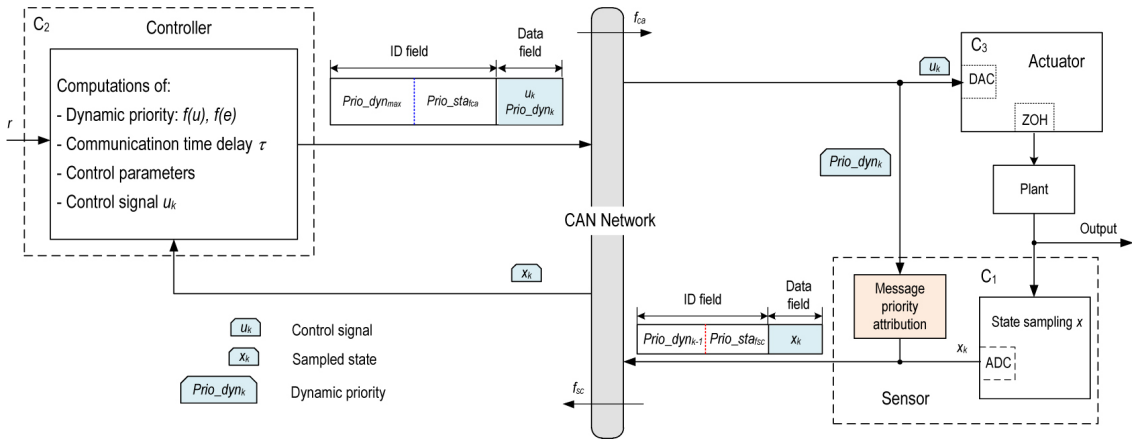 C2
Controller
Computations of:
- Dynamic priority: f(u), f(e)
- Communicatinon time delay τ
- Control parameters
- Control signal uk
r
ID field
Data
field
Prio_dynmax
Prio_stafca
uk
Prio_dynk
fca
CAN Network
uk
C3
Actuator
DAC
ZOH
Prio_dynk
Plant
Output
xk
ID field
Data
field
Prio_dynk-1
Prio_stafsc
xk
fsc
C1
Message
priority
attribution
State sampling x
xk
ADC
Sensor
uk
Control signal
xk
Sampled state
Prio_dynk
Dynamic priority